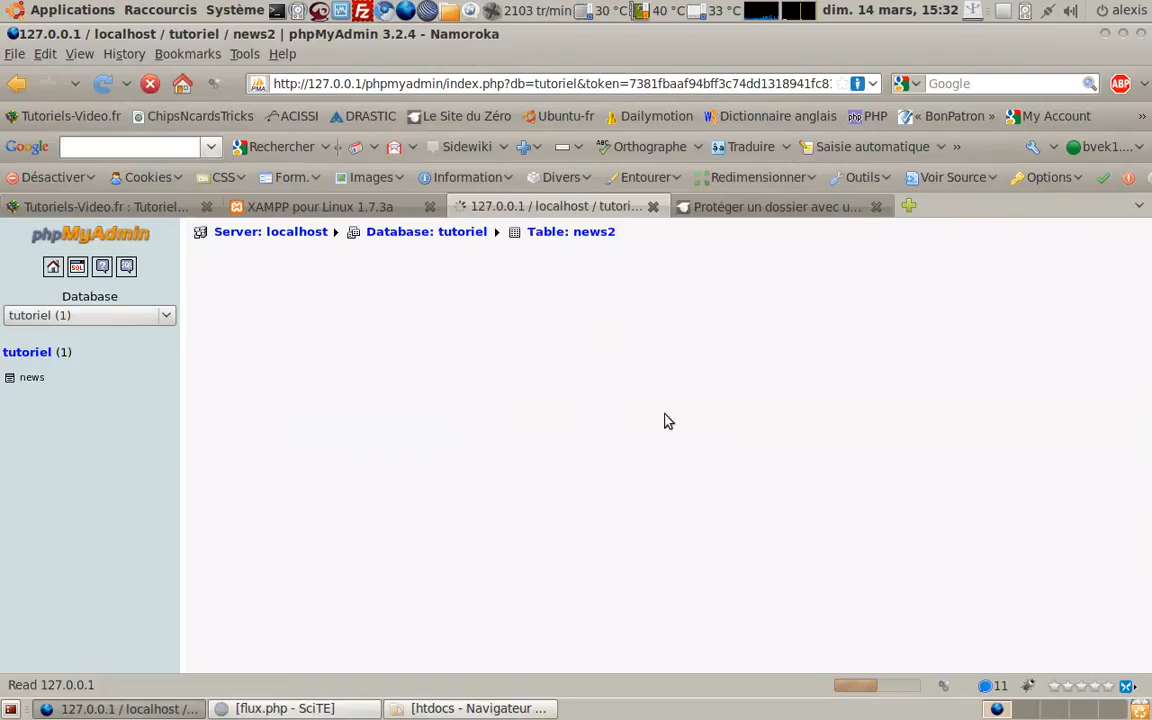 Applications Raccourcis Système 2103 tr/min 30 °C 40 °C 33 °C dim. 14 mars, 15:32 alexis
127.0.0.1 / localhost / tutoriel / news2 | phpMyAdmin 3.2.4 - Namoroka
File Edit View History Bookmarks Tools Help
http://127.0.0.1/phpmyadmin/index.php?db=tutoriel&token=7381fbaaf94bff3c74dd1318941fc8 Google ABP
Tutoriels-Video.fr ChipsNcardsTricks ACISSI DRASTIC Le Site du Zéro Ubuntu-fr Dailymotion Dictionnaire anglais PHP « BonPatron » My Account »
Google Rechercher Sidewiki Orthographe Traduire Saisie automatique » bvek1....
Désactiver Cookies CSS Form. Images Information Divers Entourer Redimensionner Outils Voir Source Options
Tutoriels-Video.fr : Tutoriel... XAMPP pour Linux 1.7.3a 127.0.0.1 / localhost / tutori... Protéger un dossier avec u...
phpMyAdmin Server: localhost Database: tutoriel Table: news2
SQL
Database
tutoriel (1)
tutoriel (1)
news
Read 127.0.0.1 11
127.0.0.1 / localhost /... [flux.php - SciTE] [htdocs - Navigateur ...